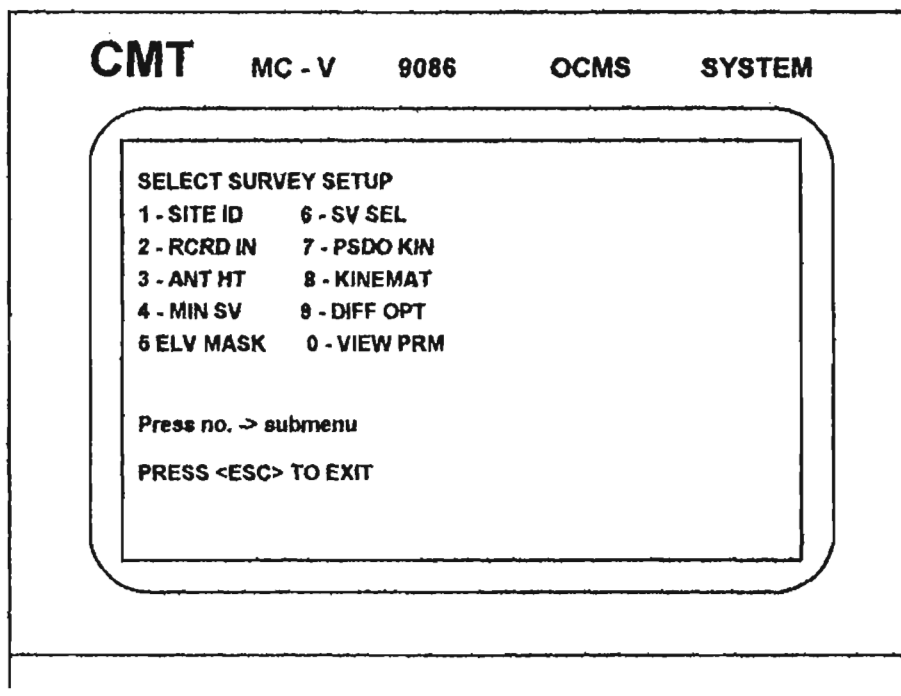 CMT MC - V 9086 OCMS SYSTEM
SELECT SURVEY SETUP
1 - SITE ID 6 - SV SEL
2 - RCRD IN 7 - PSDO KIN
3 - ANT HT 8 - KINEMAT
4 - MIN SV 9 - DIFF OPT
5 ELV MASK 0 - VIEW PRM
Press no. -> submenu
PRESS <ESC> TO EXIT